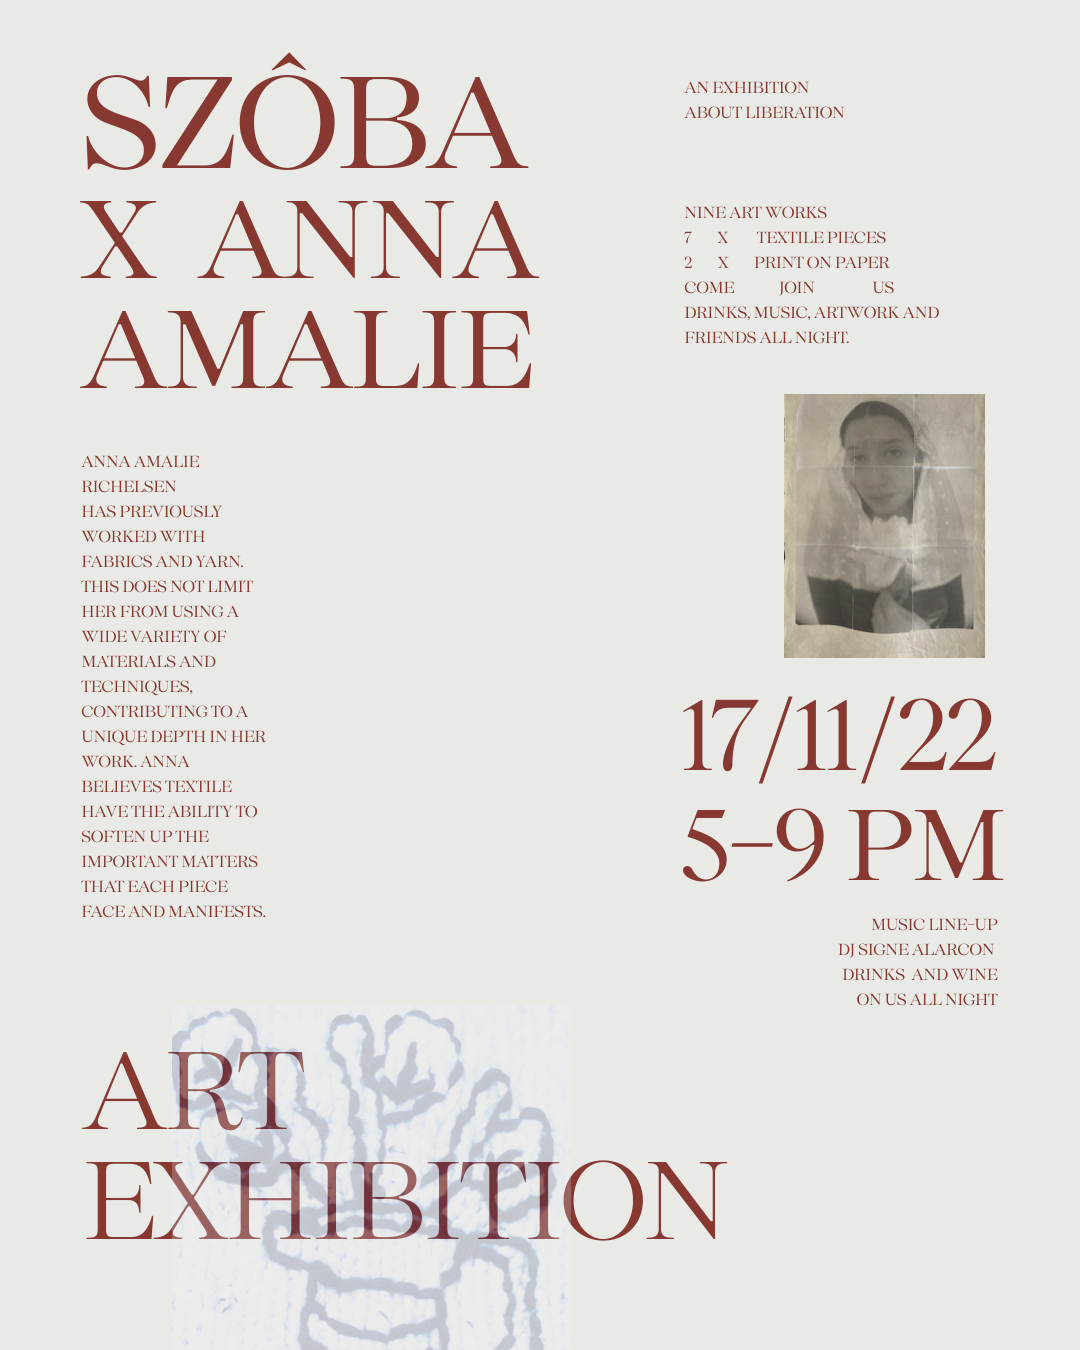 SZÔBA
X ANNA
AMALIE
AN EXHIBITION
ABOUT LIBERATION
NINE ART WORKS
7 X TEXTILE PIECES
2 X PRINT ON PAPER
COME JOIN US
DRINKS, MUSIC, ARTWORK AND
FRIENDS ALL NIGHT.
ANNA AMALIE
RICHELSEN
HAS PREVIOUSLY
WORKED WITH
FABRICS AND YARN.
THIS DOES NOT LIMIT
HER FROM USING A
WIDE VARIETY OF
MATERIALS AND
TECHNIQUES,
CONTRIBUTING TO A
UNIQUE DEPTH IN HER
WORK. ANNA
BELIEVES TEXTILE
HAVE THE ABILITY TO
SOFTEN UP THE
IMPORTANT MATTERS
THAT EACH PIECE
FACE AND MANIFESTS.
17/11/22
5–9 PM
MUSIC LINE-UP
DJ SIGNE ALARCON
DRINKS AND WINE
ON US ALL NIGHT
ART
EXHIBITION